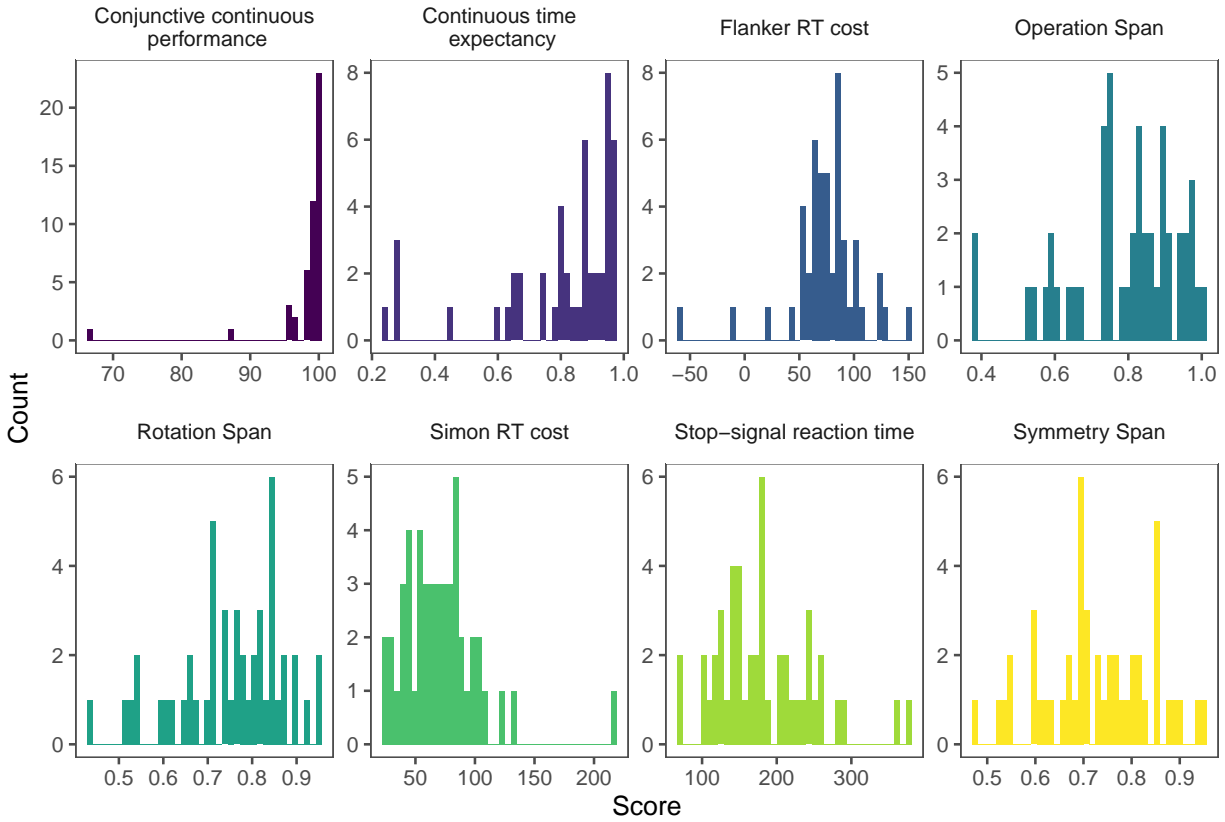 Conjunctive continuous
performance
Continuous time
expectancy
Flanker RT cost
Operation Span
20
15
10
5
0
70 80 90 100
8
6
4
2
0
0.2 0.4 0.6 0.8 1.0
8
6
4
2
0
−50 0 50 100 150
5
4
3
2
1
0
0.4 0.6 0.8 1.0
Count
Rotation Span
Simon RT cost
Stop−signal reaction time
Symmetry Span
6
4
2
0
0.5 0.6 0.7 0.8 0.9
5
4
3
2
1
0
50 100 150 200
6
4
2
0
100 200 300
6
4
2
0
0.5 0.6 0.7 0.8 0.9
Score